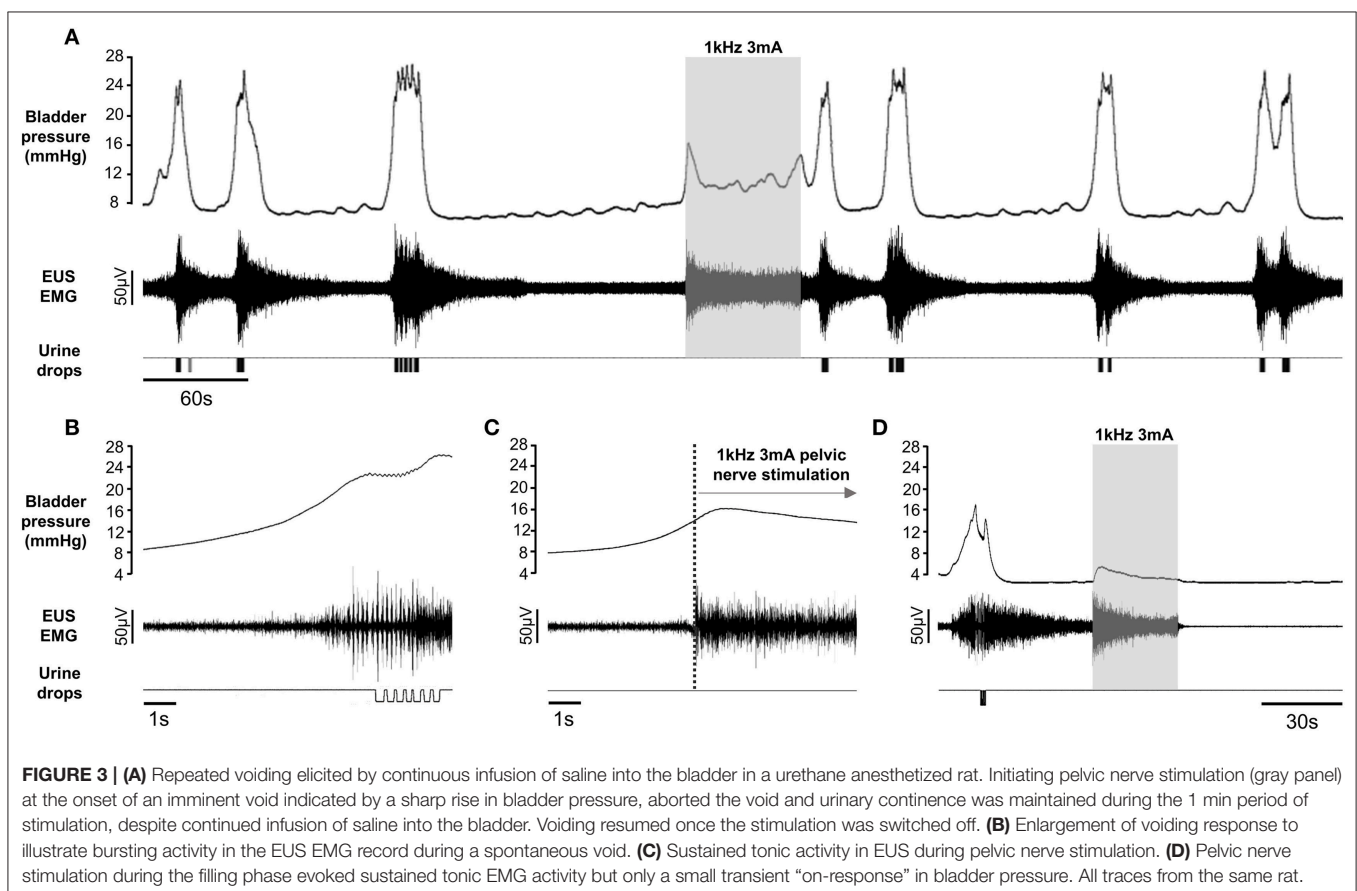 A
1kHz 3mA
28
24
20
16
12
8
Bladder
pressure
(mmHg)
EUS
EMG
50µV
Urine
drops
60s
B
C
D
1kHz 3mA
28
24
20
16
12
8
4
Bladder
pressure
(mmHg)
EUS
EMG
50µV
Urine
drops
1s
28
24
20
16
12
8
4
1kHz 3mA pelvic
nerve stimulation
50µV
1s
28
24
20
16
12
8
4
50µV
30s
FIGURE 3 | (A) Repeated voiding elicited by continuous infusion of saline into the bladder in a urethane anesthetized rat. Initiating pelvic nerve stimulation (gray panel)
at the onset of an imminent void indicated by a sharp rise in bladder pressure, aborted the void and urinary continence was maintained during the 1 min period of
stimulation, despite continued infusion of saline into the bladder. Voiding resumed once the stimulation was switched off. (B) Enlargement of voiding response to
illustrate bursting activity in the EUS EMG record during a spontaneous void. (C) Sustained tonic activity in EUS during pelvic nerve stimulation. (D) Pelvic nerve
stimulation during the filling phase evoked sustained tonic EMG activity but only a small transient “on-response” in bladder pressure. All traces from the same rat.